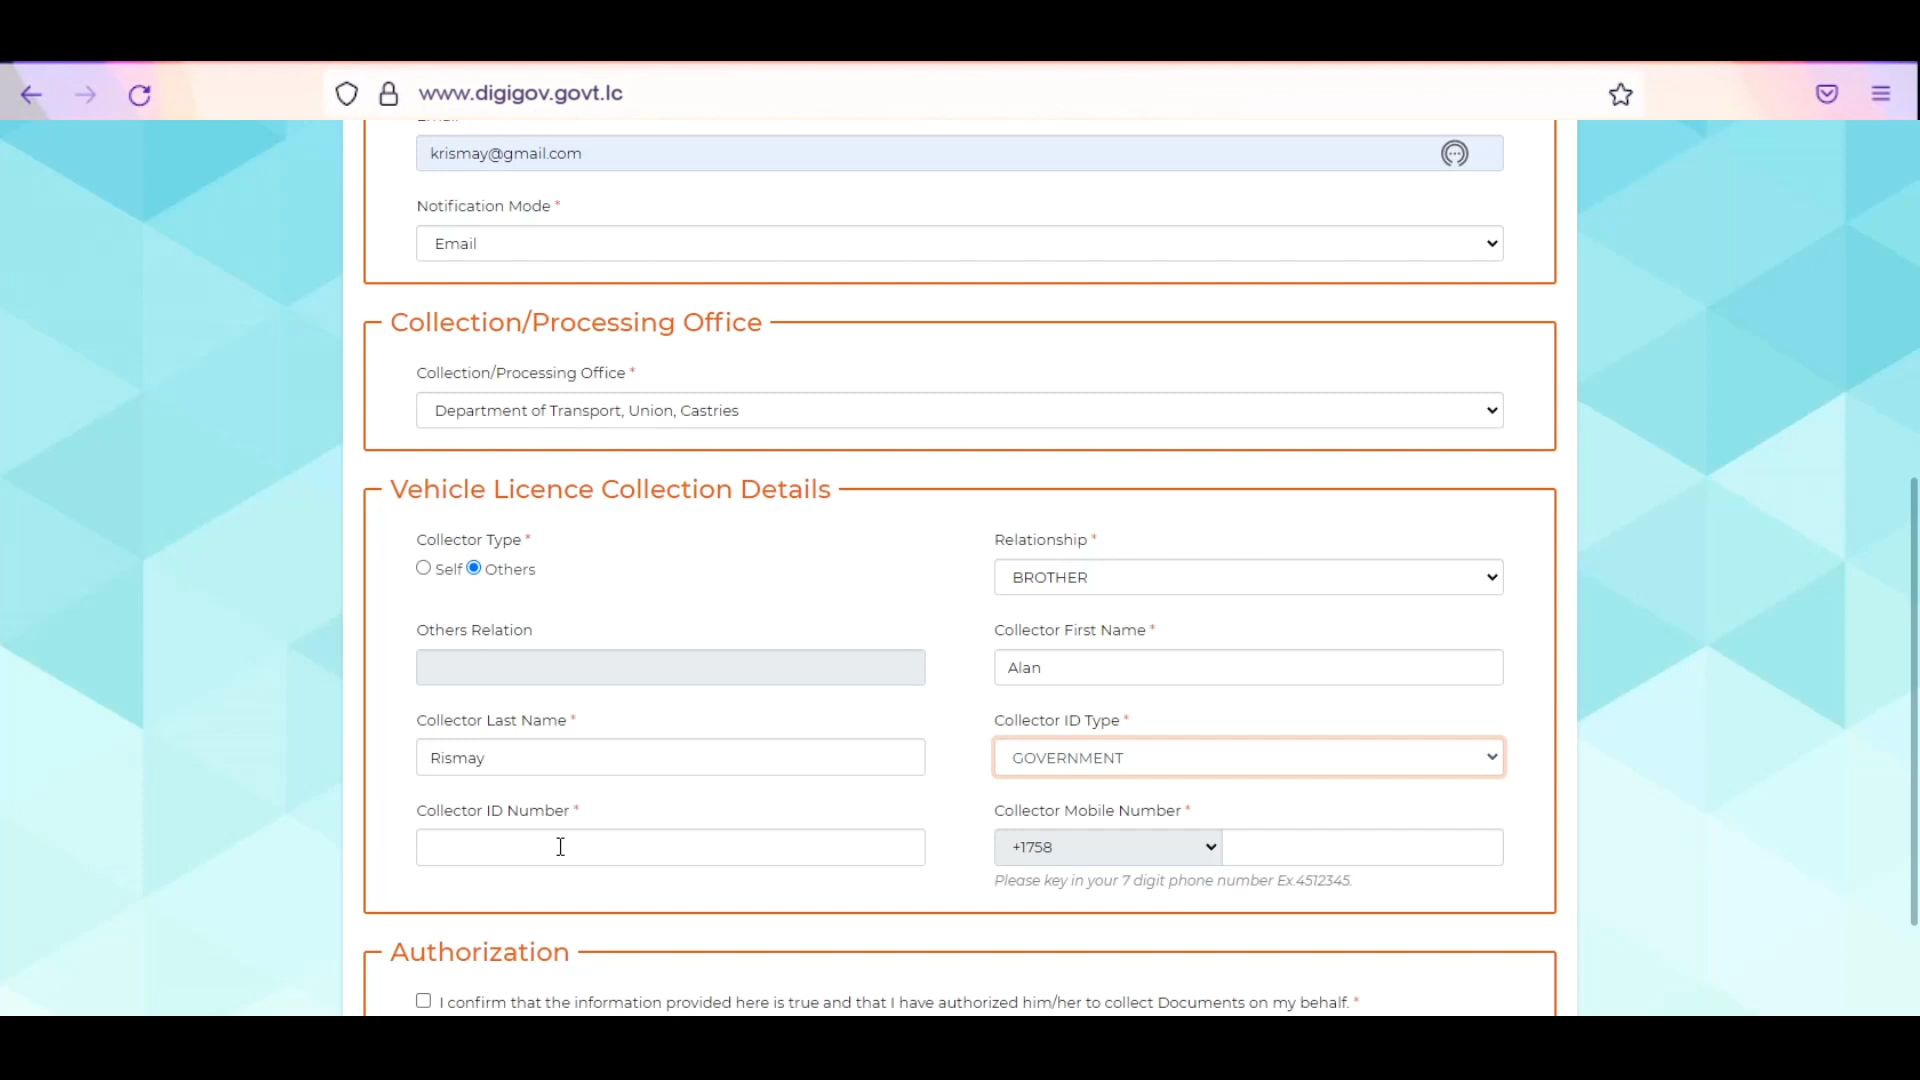 www.digigov.govt.lc
krismay@gmail.com
Notification Mode *
Email
Collection/Processing Office
Collection/Processing Office *
Department of Transport, Union, Castries
Vehicle Licence Collection Details
Collector Type *
Self Others
Relationship *
BROTHER
Others Relation
Collector First Name *
Alan
Collector Last Name *
Rismay
Collector ID Type *
GOVERNMENT
Collector ID Number *
Collector Mobile Number *
+1758
Please key in your 7 digit phone number Ex.4512345.
Authorization
I confirm that the information provided here is true and that I have authorized him/her to collect Documents on my behalf. *